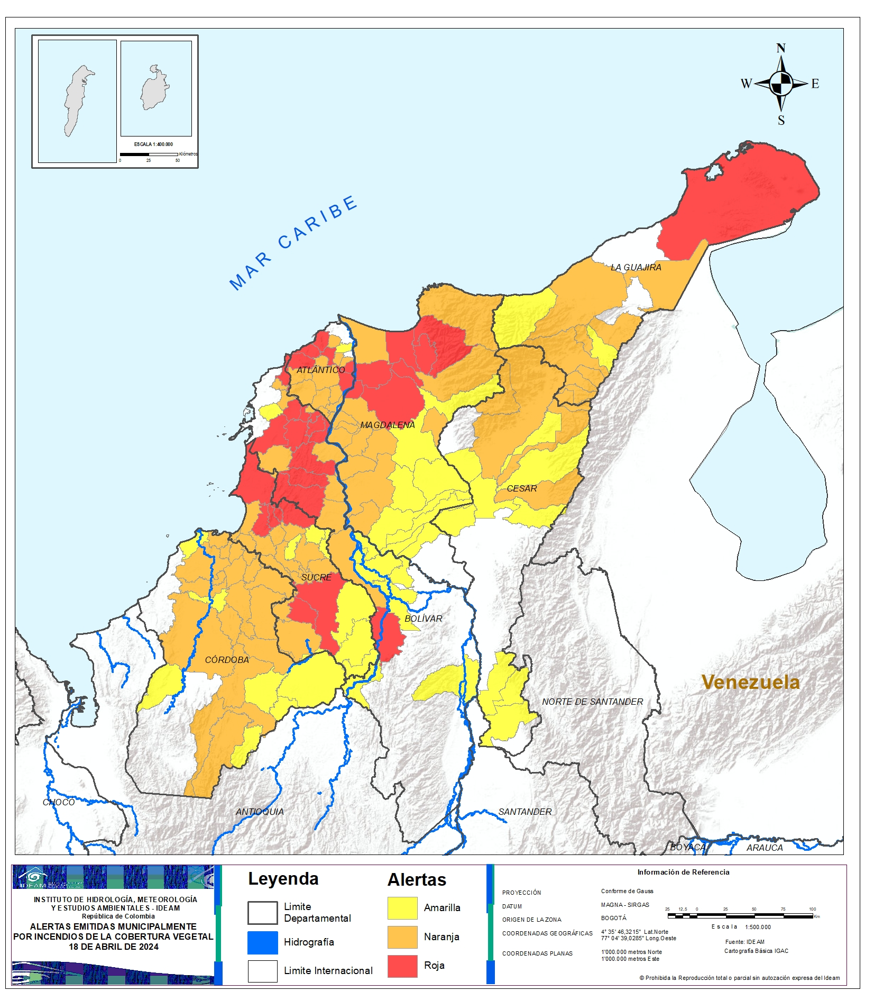 ESCALA 1:400.000
Kilómetros
0 25 50
N
W E
S
MAR CARIBE
LA GUAJIRA
ATLÁNTICO
MAGDALENA
CESAR
SUCRE
BOLÍVAR
CÓRDOBA
Venezuela
NORTE DE SANTANDER
CHOCÓ
ANTIOQUIA
SANTANDER
BOYACÁ
ARAUCA
IDEAM
INSTITUTO DE HIDROLOGÍA, METEOROLOGÍA
Y ESTUDIOS AMBIENTALES - IDEAM
República de Colombia
ALERTAS EMITIDAS MUNICIPALMENTE
POR INCENDIOS DE LA COBERTURA VEGETAL
18 DE ABRIL DE 2024
Leyenda
Limite
Departamental
Hidrografía
Limite Internacional
Alertas
Amarilla
Naranja
Roja
Información de Referencia
PROYECCIÓN Conforme de Gauss
DATUM MAGNA - SIRGAS
ORIGEN DE LA ZONA BOGOTÁ
COORDENADAS GEOGRÁFICAS 4° 35' 46,3215" Lat.Norte
77° 04' 39,0285" Long.Oeste
COORDENADAS PLANAS 1'000.000 metros Norte
1'000.000 metros Este
25 12,5 0 25 50 75 100
Km
Escala 1:500.000
Fuente: IDEAM
Cartografía Básica IGAC
© Prohibida la Reproducción total o parcial sin autozación expresa del Ideam